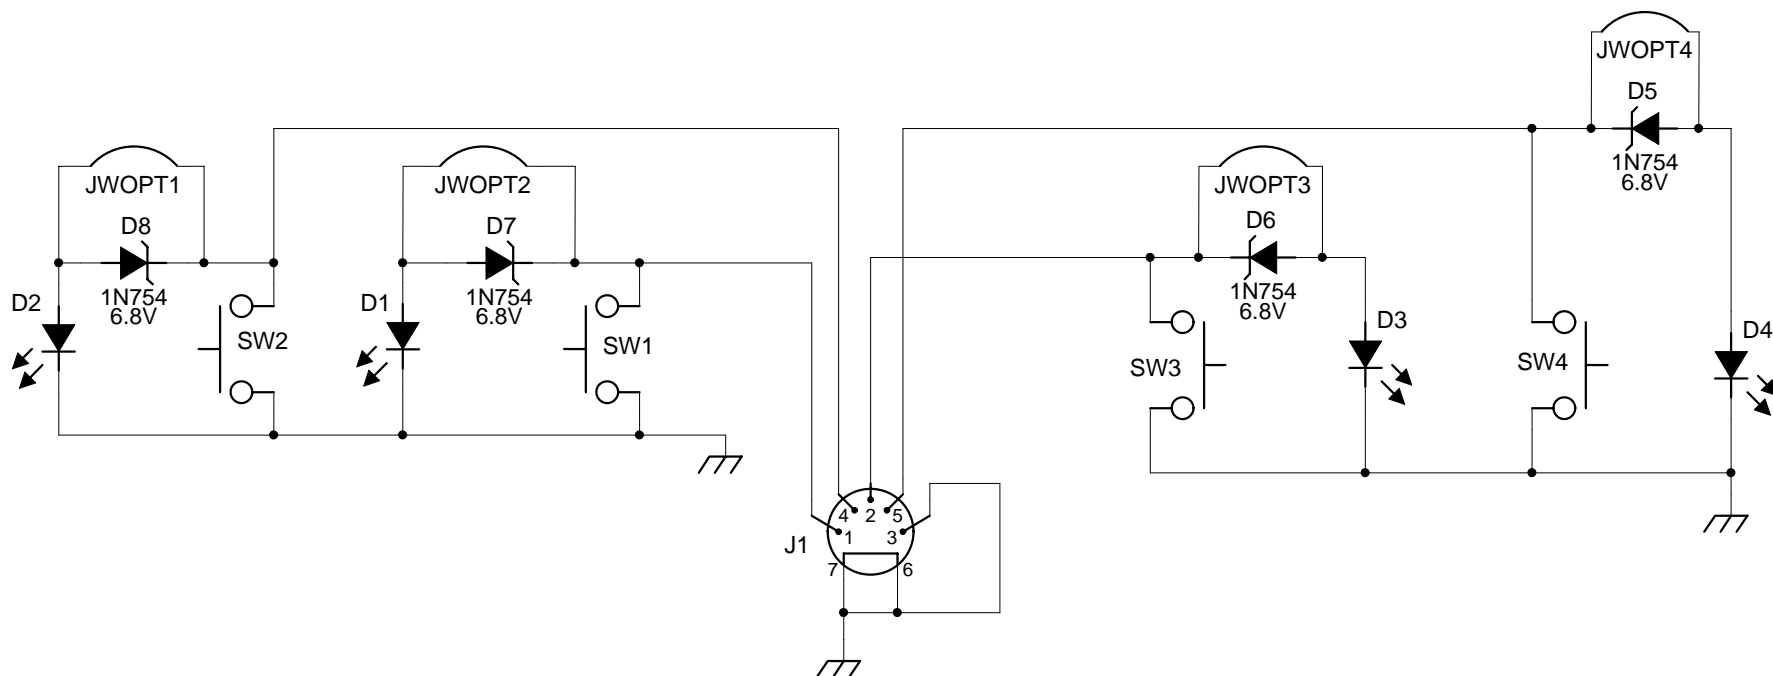 JWOPT4
D5
1N754
6.8V
JWOPT1
JWOPT2
JWOPT3
D8
D7
D6
1N754
6.8V
1N754
6.8V
1N754
6.8V
D2
D1
D3
D4
SW2
SW1
SW3
SW4
J1
4 2 5
1 3
7 6